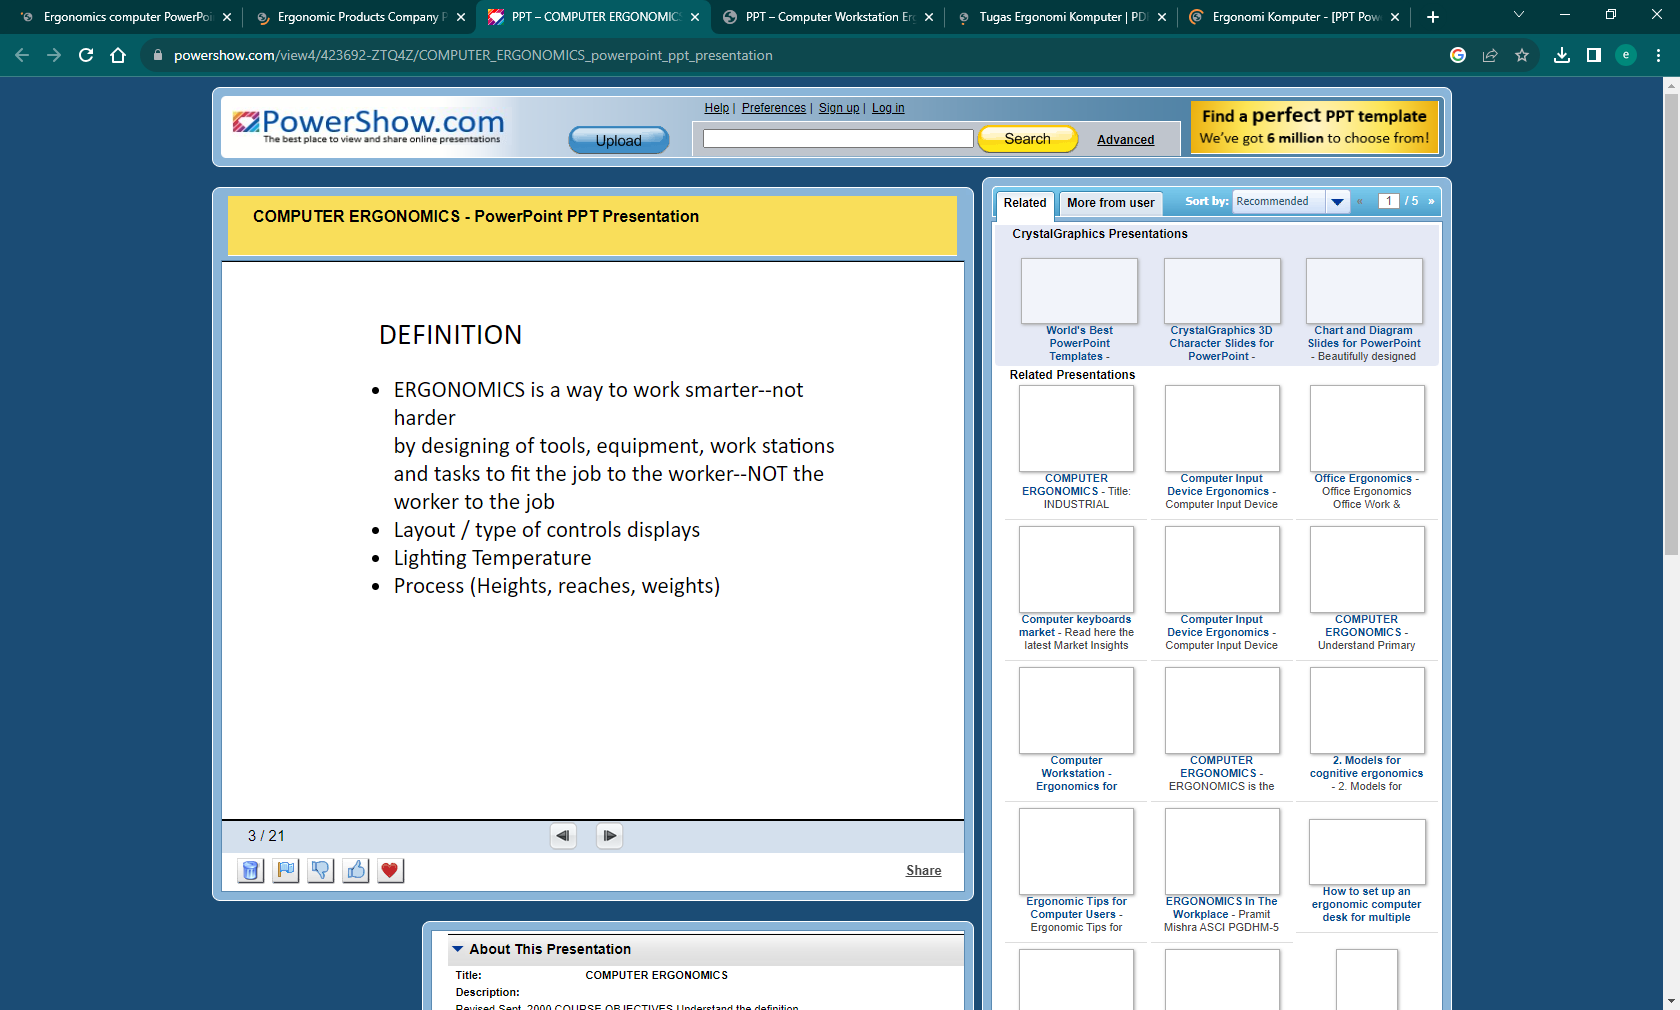 Ergonomics computer PowerPoi
Ergonomic Products Company P
PPT – COMPUTER ERGONOMICS
PPT – Computer Workstation Er
Tugas Ergonomi Komputer | PD
Ergonomi Komputer - [PPT Pow
powershow.com/view4/423692-ZTQ4Z/COMPUTER_ERGONOMICS_powerpoint_ppt_presentation
e
PowerShow.com
The best place to view and share online presentations
Help | Preferences | Sign up | Log in
Upload
Search
Advanced
Find a perfect PPT template
We've got 6 million to choose from!
COMPUTER ERGONOMICS - PowerPoint PPT Presentation
DEFINITION
• ERGONOMICS is a way to work smarter--not
harder
by designing of tools, equipment, work stations
and tasks to fit the job to the worker--NOT the
worker to the job
• Layout / type of controls displays
• Lighting Temperature
• Process (Heights, reaches, weights)
3 / 21
Share
About This Presentation
Title: COMPUTER ERGONOMICS
Description:
Revised Sept. 2000 COURSE OBJECTIVES Understand the definition
Related
More from user
Sort by: Recommended
« 1 / 5 »
CrystalGraphics Presentations
World's Best
PowerPoint
Templates -
CrystalGraphics 3D
Character Slides for
PowerPoint -
Chart and Diagram
Slides for PowerPoint
- Beautifully designed
Related Presentations
COMPUTER
ERGONOMICS - Title:
INDUSTRIAL
Computer Input
Device Ergonomics -
Computer Input Device
Office Ergonomics -
Office Ergonomics
Office Work &
Computer keyboards
market - Read here the
latest Market Insights
Computer Input
Device Ergonomics -
Computer Input Device
COMPUTER
ERGONOMICS -
Understand Primary
Computer
Workstation -
Ergonomics for
COMPUTER
ERGONOMICS -
ERGONOMICS is the
2. Models for
cognitive ergonomics
- 2. Models for
Ergonomic Tips for
Computer Users -
Ergonomic Tips for
ERGONOMICS In The
Workplace - Pramit
Mishra ASCI PGDHM-5
How to set up an
ergonomic computer
desk for multiple